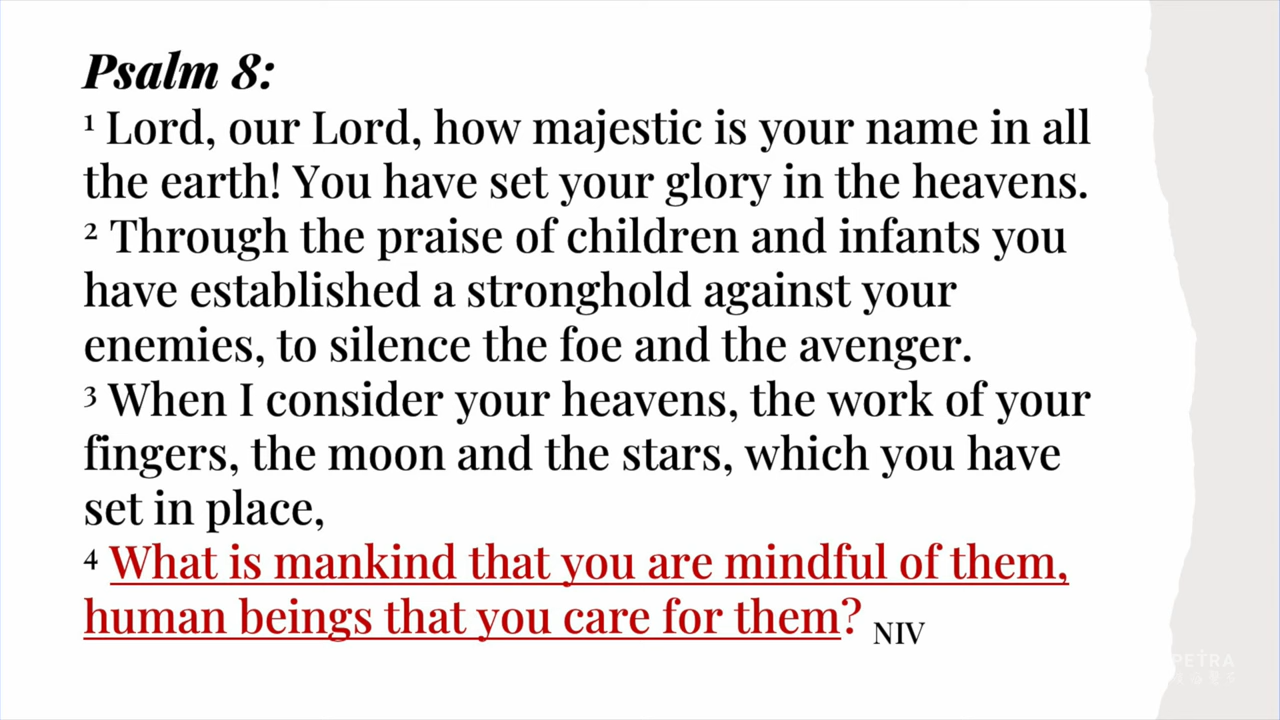 Psalm 8:
¹ Lord, our Lord, how majestic is your name in all
the earth! You have set your glory in the heavens.
² Through the praise of children and infants you
have established a stronghold against your
enemies, to silence the foe and the avenger.
³ When I consider your heavens, the work of your
fingers, the moon and the stars, which you have
set in place,
⁴ What is mankind that you are mindful of them,
human beings that you care for them? NIV
PETRA